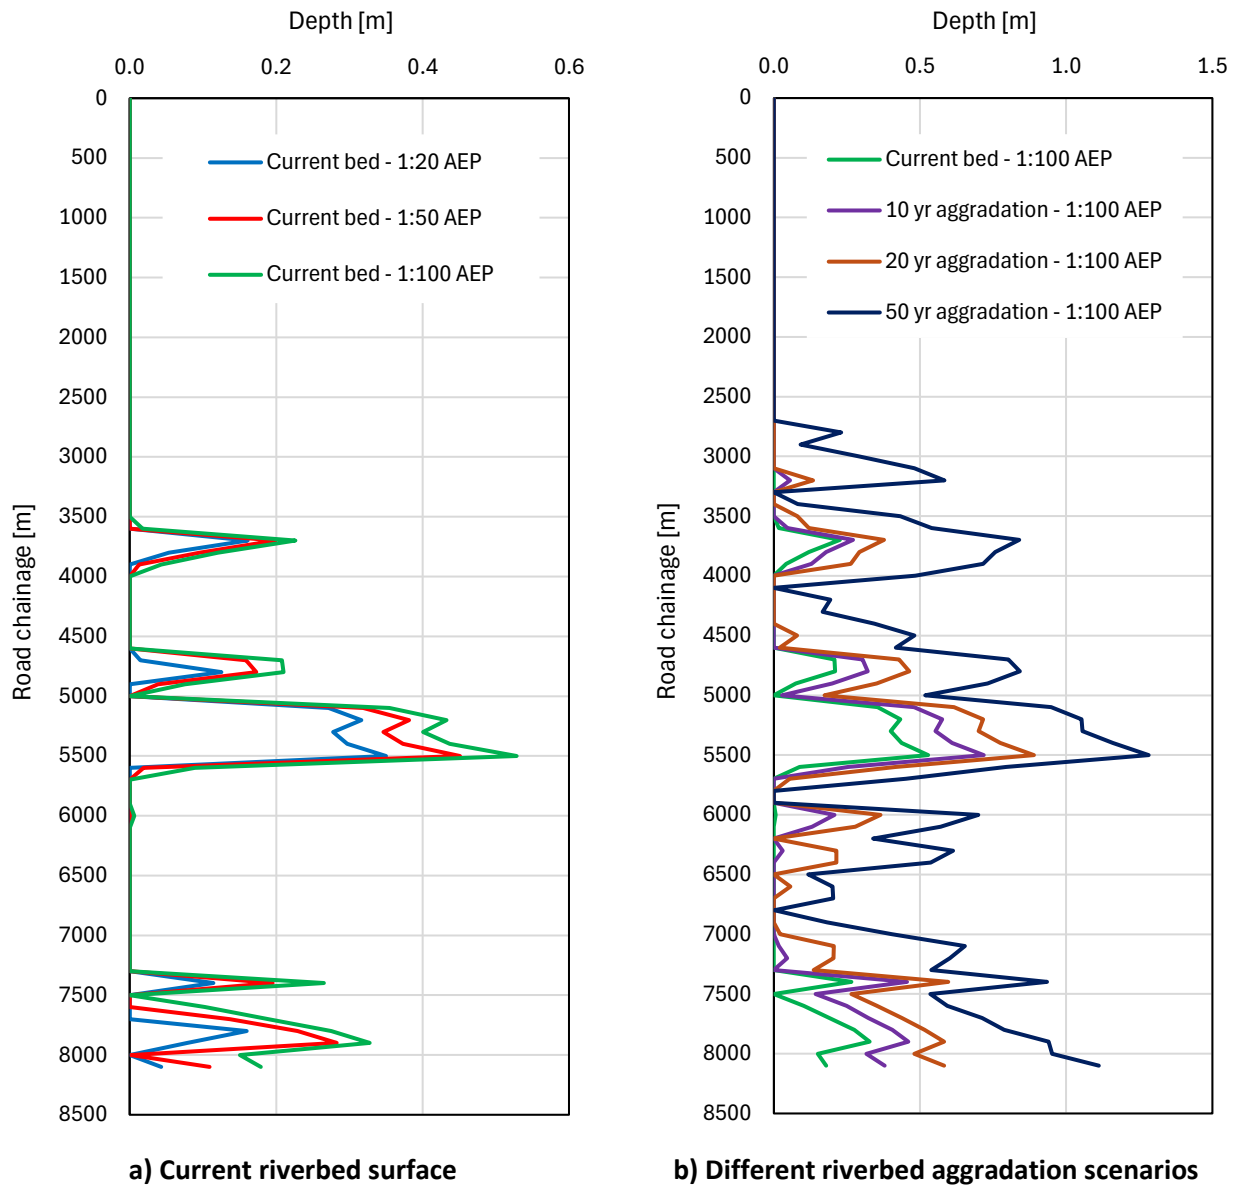 Depth [m]
0.0 0.2 0.4 0.6
0
500
1000
1500
2000
2500
3000
3500
4000
4500
5000
5500
6000
6500
7000
7500
8000
8500
Road chainage [m]
Current bed - 1:20 AEP
Current bed - 1:50 AEP
Current bed - 1:100 AEP
a) Current riverbed surface
Depth [m]
0.0 0.5 1.0 1.5
0
500
1000
1500
2000
2500
3000
3500
4000
4500
5000
5500
6000
6500
7000
7500
8000
8500
Road chainage [m]
Current bed - 1:100 AEP
10 yr aggradation - 1:100 AEP
20 yr aggradation - 1:100 AEP
50 yr aggradation - 1:100 AEP
b) Different riverbed aggradation scenarios